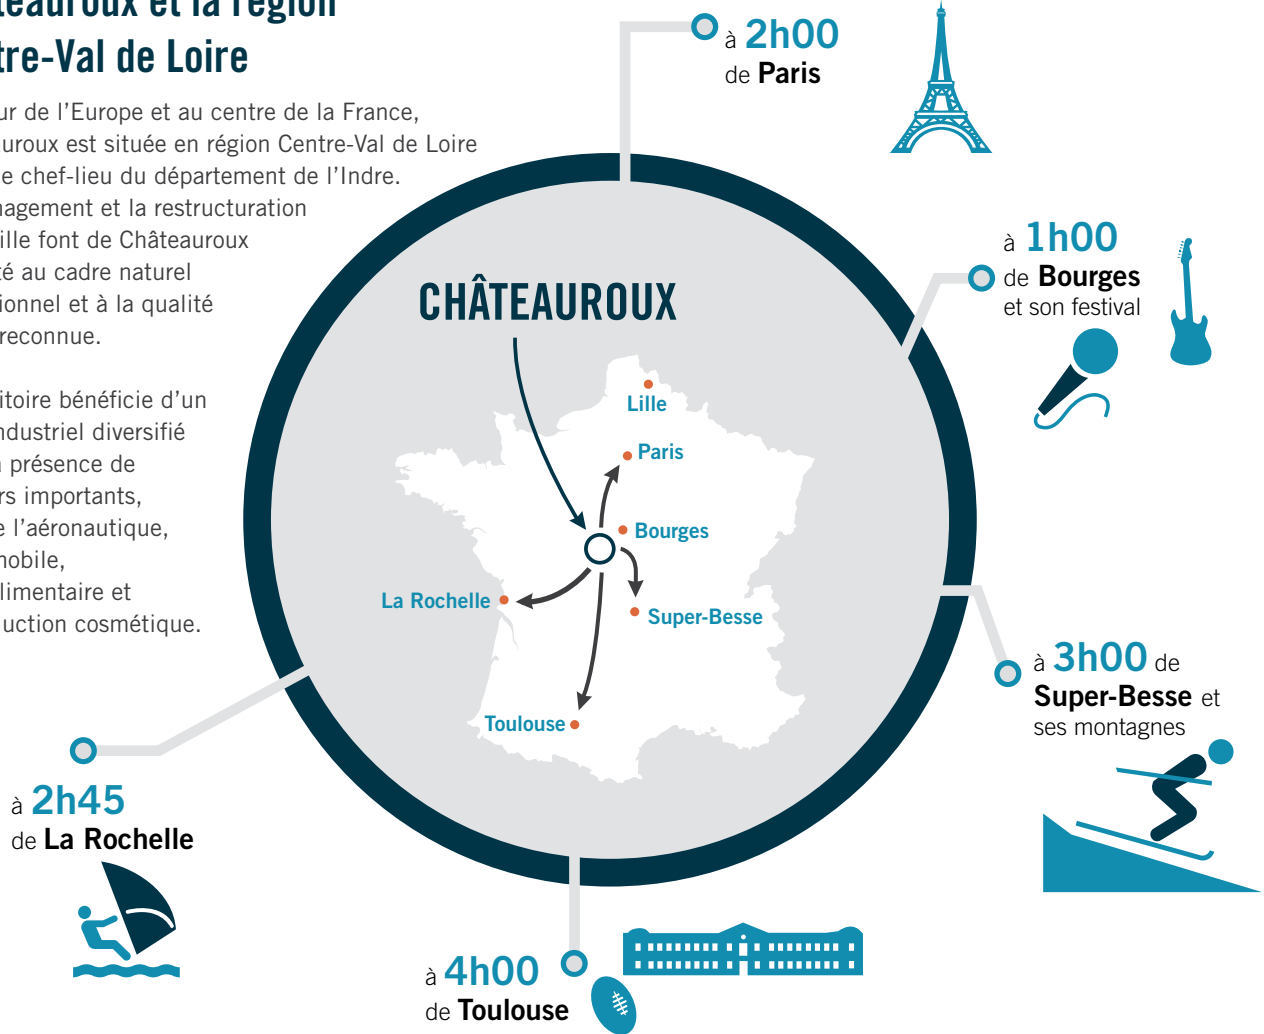 teauroux et la région
tre-Val de Loire
ur de l’Europe et au centre de la France,
uroux est située en région Centre-Val de Loire
e chef-lieu du département de l’Indre.
nagement et la restructuration
ille font de Châteauroux
té au cadre naturel
ionnel et à la qualité
reconnue.
itoire bénéficie d’un
ndustriel diversifié
a présence de
rs importants,
e l’aéronautique,
nobile,
limentaire et
uction cosmétique.
à 2h00
de Paris
à 1h00
de Bourges
et son festival
CHÂTEAUROUX
Lille
Paris
Bourges
La Rochelle
Super-Besse
Toulouse
à 3h00 de
Super-Besse et
ses montagnes
à 2h45
de La Rochelle
à 4h00
de Toulouse